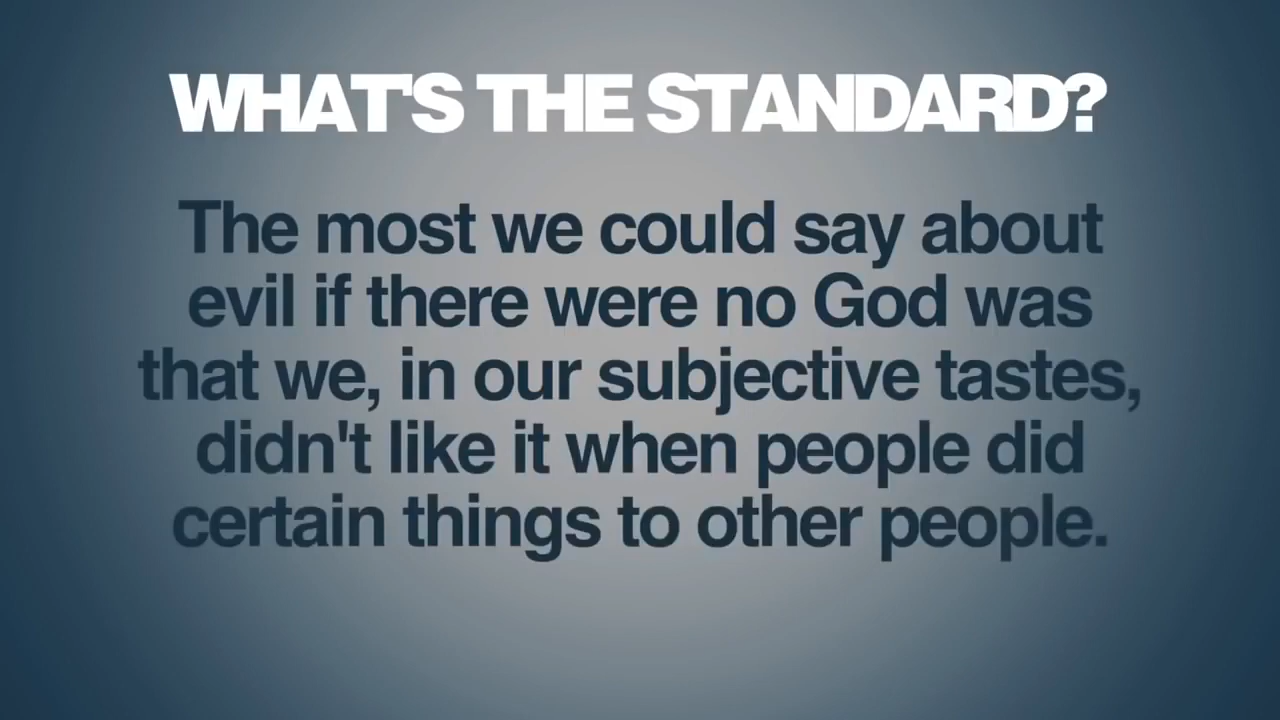 WHAT'S THE STANDARD?
The most we could say about
evil if there were no God was
that we, in our subjective tastes,
didn't like it when people did
certain things to other people.